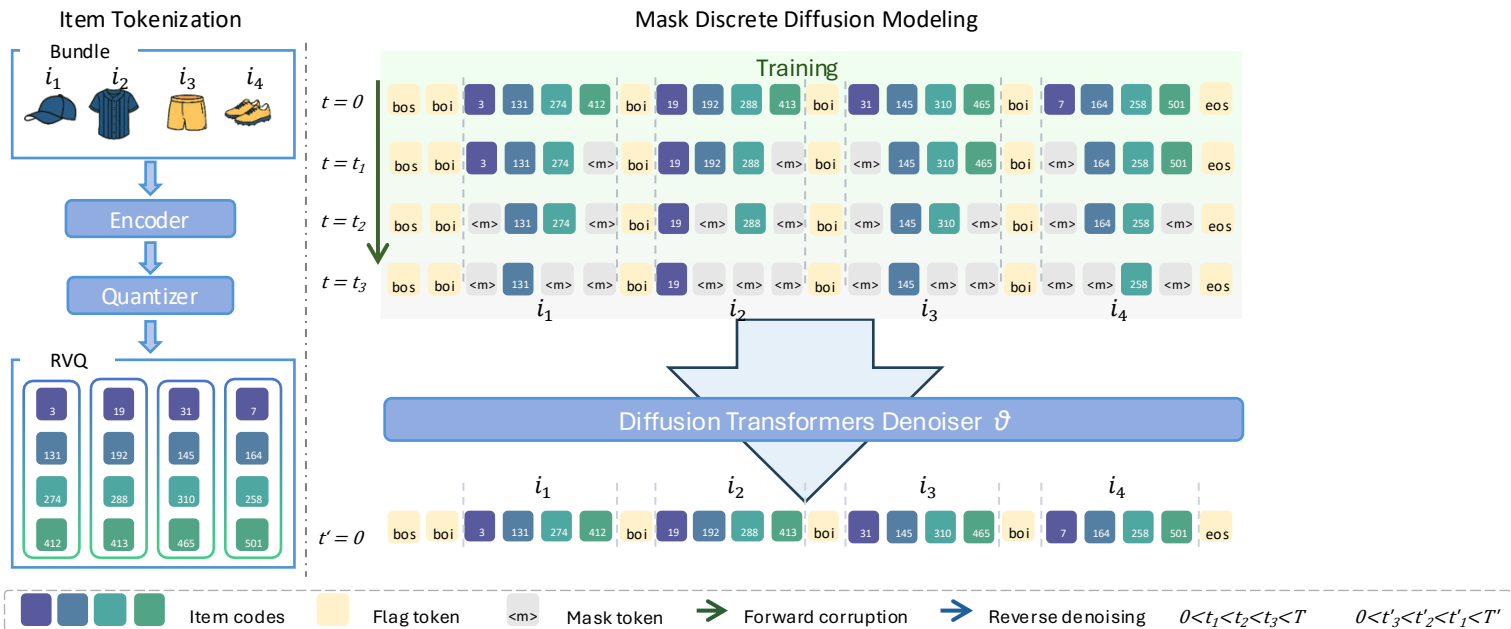 Item Tokenization
Mask Discrete Diffusion Modeling
Bundle
i₁ i₂ i₃ i₄
Encoder
Quantizer
RVQ
3 19 31 7
131 192 145 164
274 288 310 258
412 413 465 501
Training
t = 0 bos boi 3 131 274 412 boi 19 192 288 413 boi 31 145 310 465 boi 7 164 258 501 eos
t = t₁ bos boi 3 131 274 <m> boi 19 192 288 <m> boi <m> 145 310 465 boi <m> 164 258 501 eos
t = t₂ bos boi <m> 131 274 <m> boi 19 <m> 288 <m> boi <m> 145 310 <m> boi <m> 164 258 <m> eos
t = t₃ bos boi <m> 131 <m> <m> boi 19 <m> <m> <m> boi <m> 145 <m> <m> boi <m> <m> 258 <m> eos
i₁ i₂ i₃ i₄
Diffusion Transformers Denoiser ϑ
i₁ i₂ i₃ i₄
t′ = 0 bos boi 3 131 274 412 boi 19 192 288 413 boi 31 145 310 465 boi 7 164 258 501 eos
Item codes Flag token <m> Mask token Forward corruption Reverse denoising 0<t₁<t₂<t₃<T 0<t′₃<t′₂<t′₁<T′